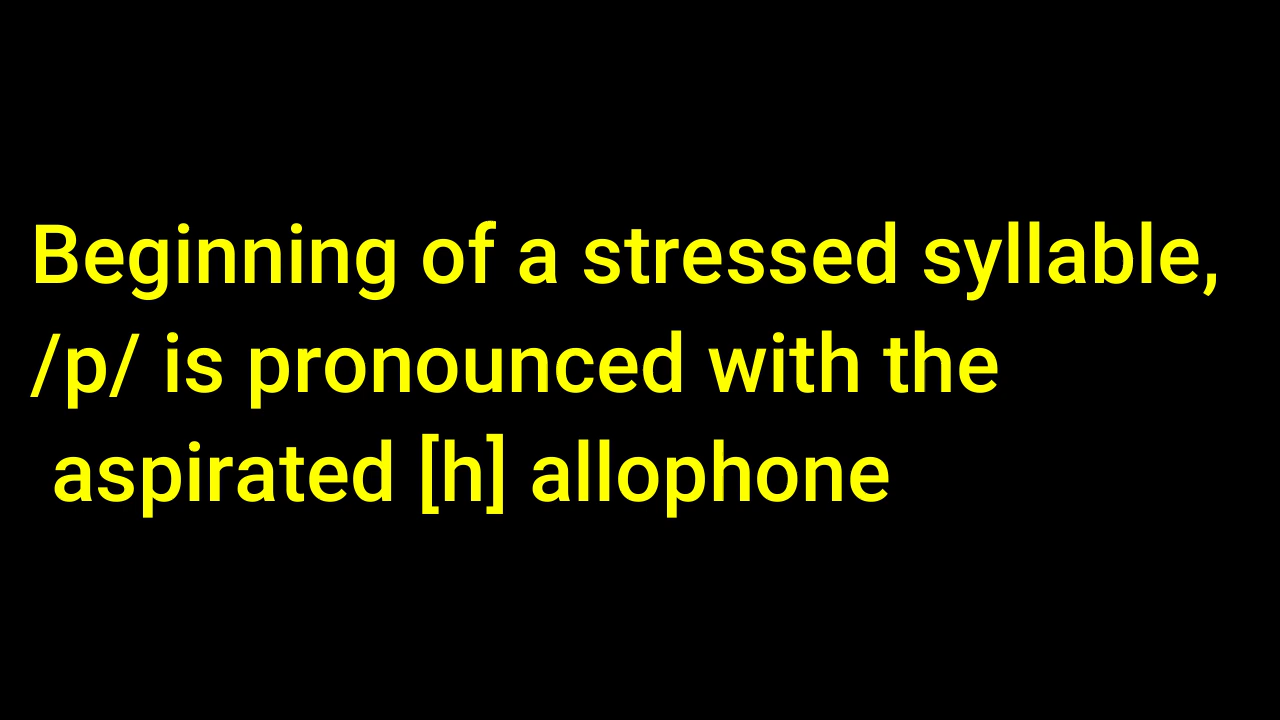 Beginning of a stressed syllable,
/p/ is pronounced with the
aspirated [h] allophone